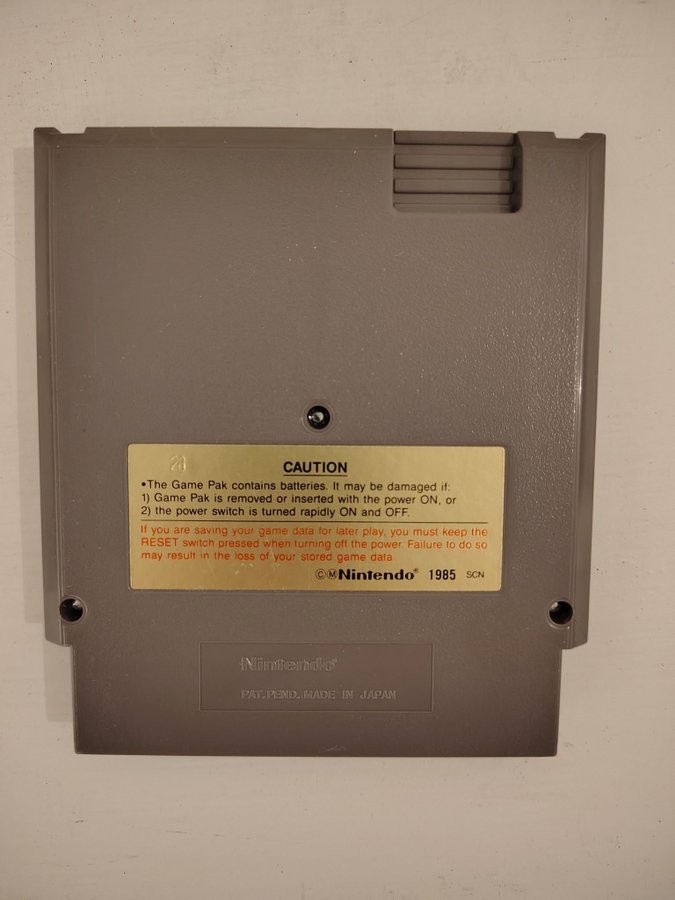 28
CAUTION
•The Game Pak contains batteries. It may be damaged if:
1) Game Pak is removed or inserted with the power ON, or
2) the power switch is turned rapidly ON and OFF.
If you are saving your game data for later play, you must keep the
RESET switch pressed when turning off the power. Failure to do so
may result in the loss of your stored game data.
©ⓂNintendo® 1985 SCN
Nintendo®
PAT.PEND.MADE IN JAPAN